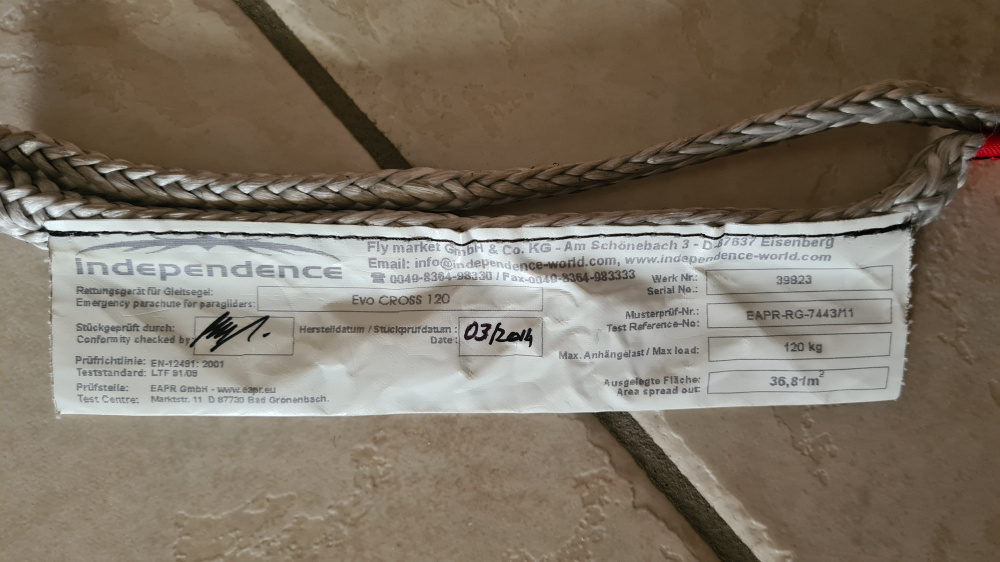 independence
Fly market GmbH & Co. KG - Am Schönebach 3 - D-87637 Eisenberg
Email: info@independence-world.com, www.independence-world.com
☎ 0049-8364-98330 / Fax-0049-8364-983333
Rettungsgerät für Gleitsegel:
Emergency parachute for paragliders:
Evo CROSS 120
Stückgeprüft durch:
Conformity checked by:
Herstelldatum / Stückprüfdatum :
Date :
03/2014
Prüfrichtlinie: EN-12491: 2001
Teststandard: LTF 91/09
Prüfstelle: EAPR GmbH - www.eapr.eu
Test Centre: Marktstr. 11 D 87730 Bad Grönenbach.
Werk Nr.:
Serial No.:
39823
Musterprüf-Nr.:
Test Reference-No:
EAPR-RG-7443/11
Max. Anhängelast / Max load:
120 kg
Ausgelegte Fläche:
Area spread out:
36,81m²